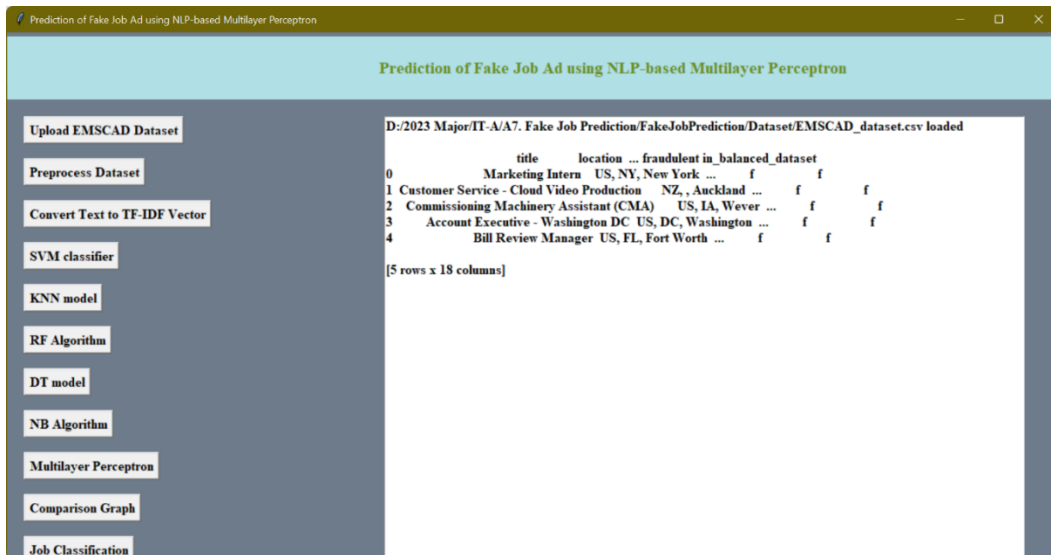 Prediction of Fake Job Ad using NLP-based Multilayer Perceptron
Prediction of Fake Job Ad using NLP-based Multilayer Perceptron
Upload EMSCAD Dataset
Preprocess Dataset
Convert Text to TF-IDF Vector
SVM classifier
KNN model
RF Algorithm
DT model
NB Algorithm
Multilayer Perceptron
Comparison Graph
Job Classification
D:/2023 Major/IT-A/A7. Fake Job Prediction/FakeJobPrediction/Dataset/EMSCAD_dataset.csv loaded
title location ... fraudulent in_balanced_dataset
0 Marketing Intern US, NY, New York ... f f
1 Customer Service - Cloud Video Production NZ, , Auckland ... f f
2 Commissioning Machinery Assistant (CMA) US, IA, Wever ... f f
3 Account Executive - Washington DC US, DC, Washington ... f f
4 Bill Review Manager US, FL, Fort Worth ... f f
[5 rows x 18 columns]